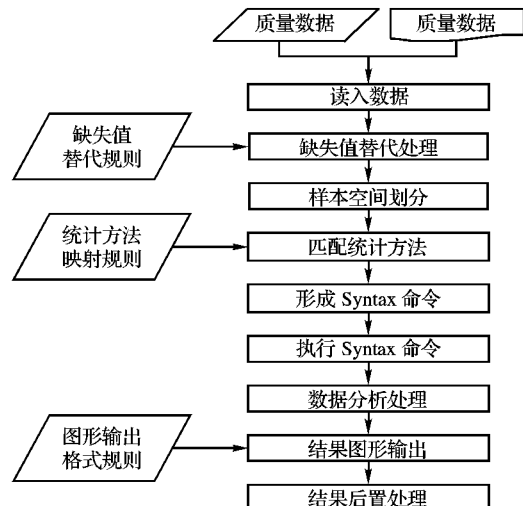 质量数据
质量数据
读入数据
缺失值
替代规则
缺失值替代处理
样本空间划分
统计方法
映射规则
匹配统计方法
形成 Syntax 命令
执行 Syntax 命令
数据分析处理
图形输出
格式规则
结果图形输出
结果后置处理